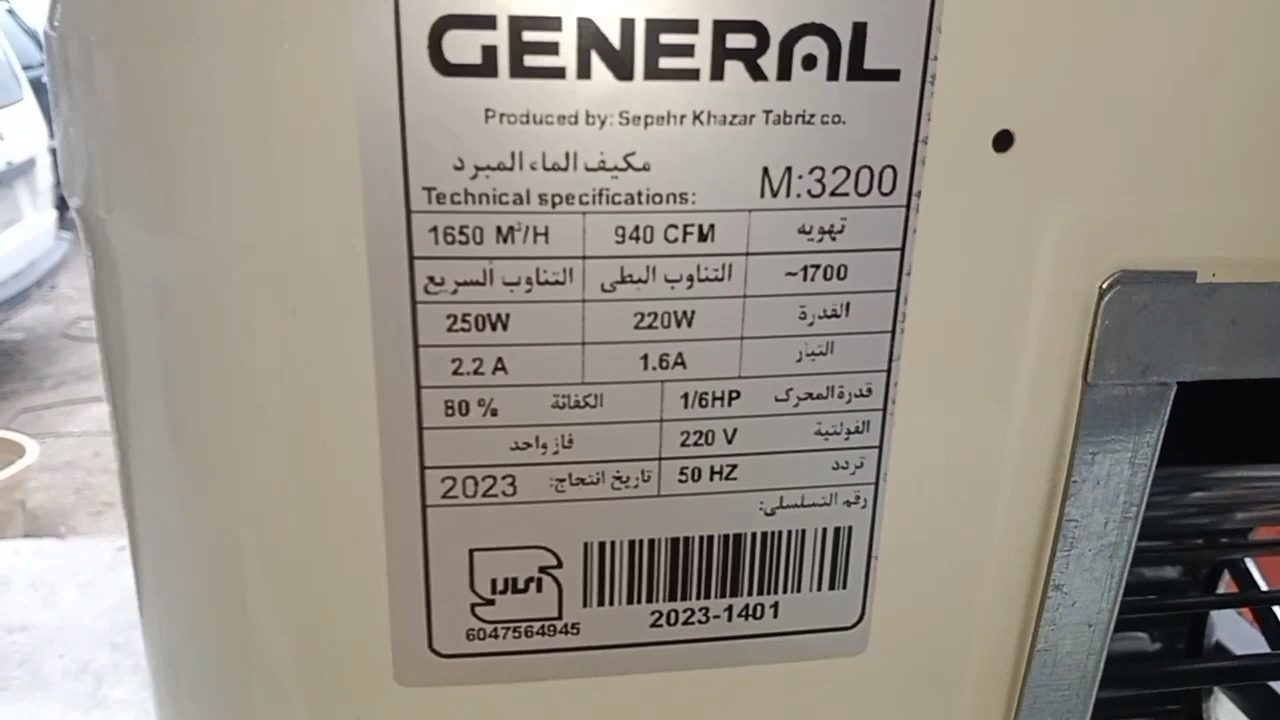 GENERAL
Produced by: Sepehr Khazar Tabriz co.
مكيف الماء المبرد
Technical specifications:
M:3200
1650 M³/H 940 CFM تهويه
التناوب السريع التناوب البطى ~1700
250W 220W القدرة
2.2 A 1.6A التيار
80 % الكفائة 1/6HP قدرة المحرك
فاز واحد 220 V الفولتية
2023 تاريخ انتجاج: 50 HZ تردد
رقم التسلسلى:
6047564945
2023-1401